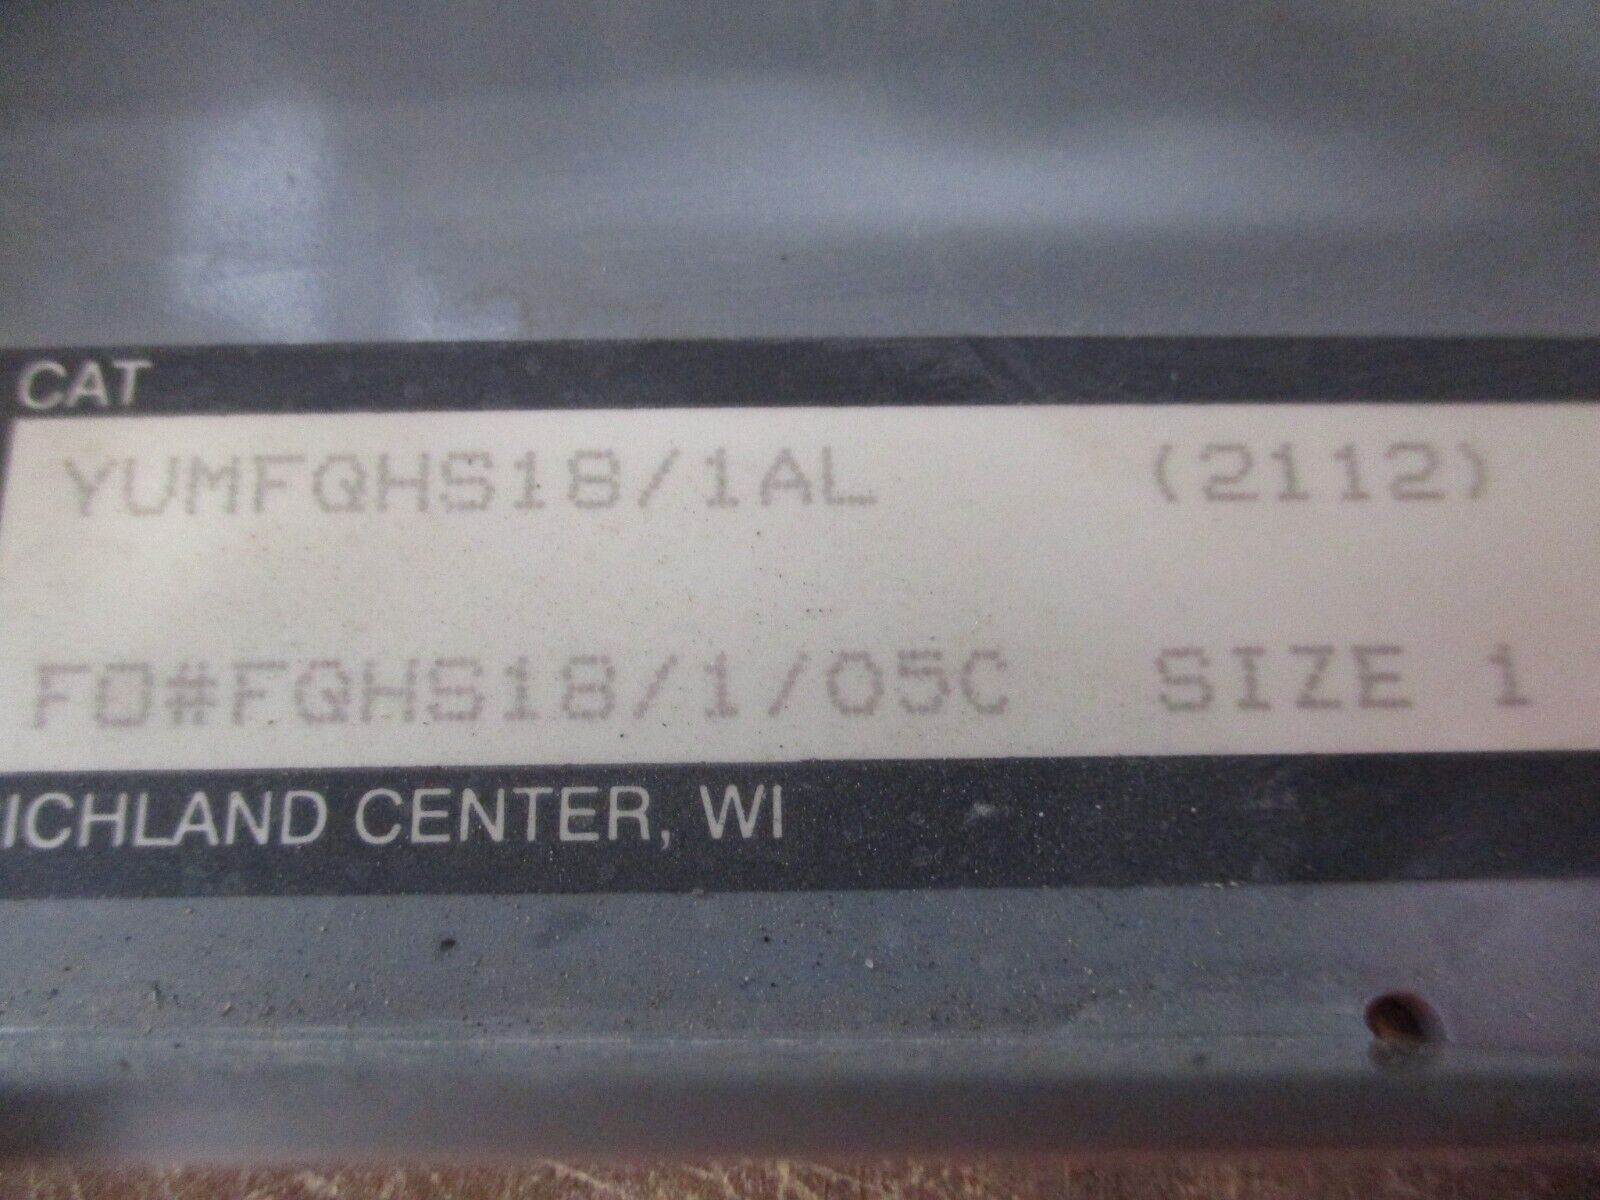 CAT
YUMFQHS18/1AL (2112)
FO#FQHS18/1/05C SIZE 1
ICHLAND CENTER, WI